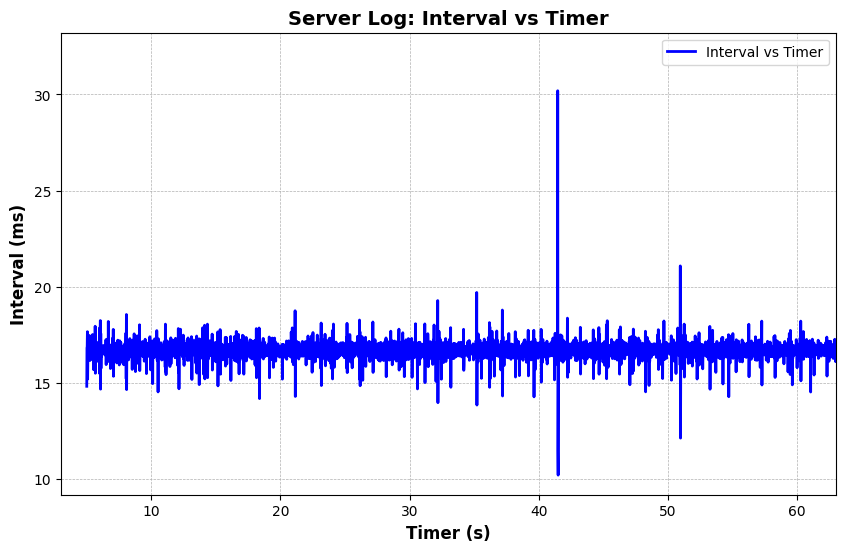 Server Log: Interval vs Timer
Interval vs Timer
30
25
20
15
10
Interval (ms)
10 20 30 40 50 60
Timer (s)